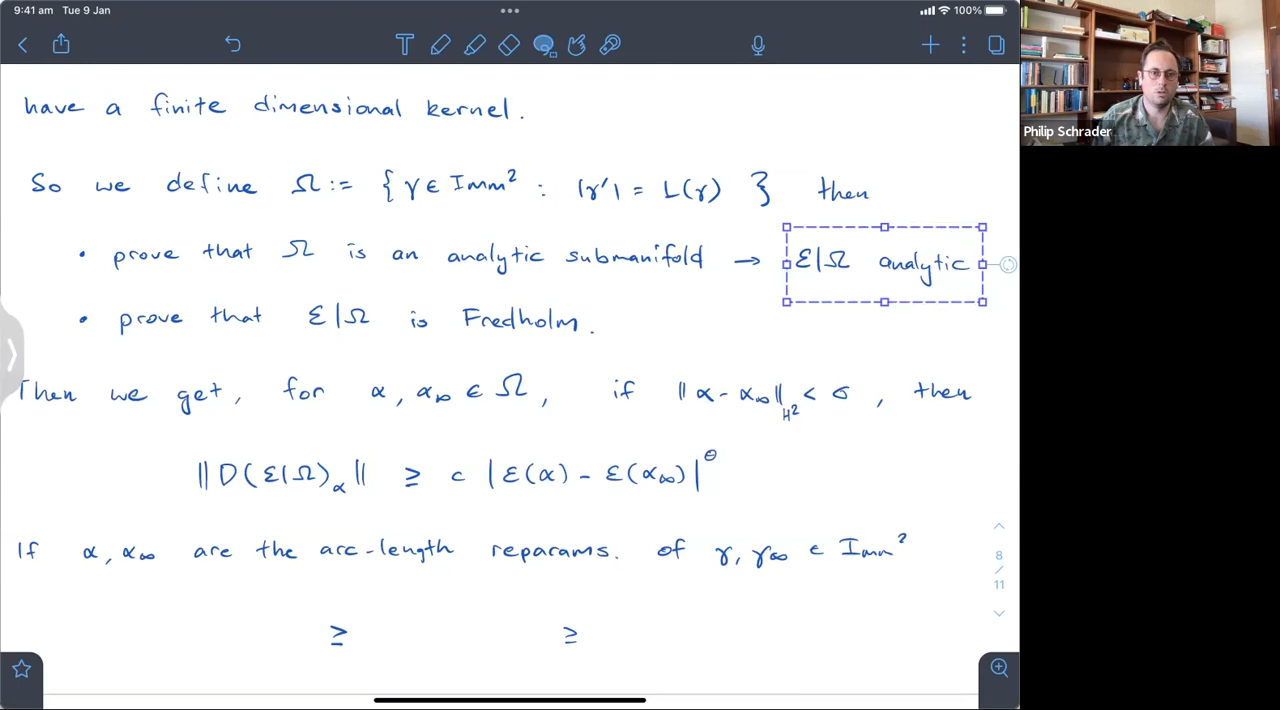 9:41 am Tue 9 Jan
100%
have a finite dimensional kernel.
Philip Schrader
So we define Ω := { γ ∈ Imm² : |γ'| = L(γ) } then
• prove that Ω is an analytic submanifold → ℰ|Ω analytic
• prove that ℰ|Ω is Fredholm.
Then we get, for α, α∞ ∈ Ω, if ‖α - α∞‖_H² < σ, then
‖D(ℰ|Ω)_α‖ ≥ c |ℰ(α) - ℰ(α∞)|^θ
If α, α∞ are the arc-length reparams. of γ, γ∞ ∈ Imm²
8
/
11
≥ ≥